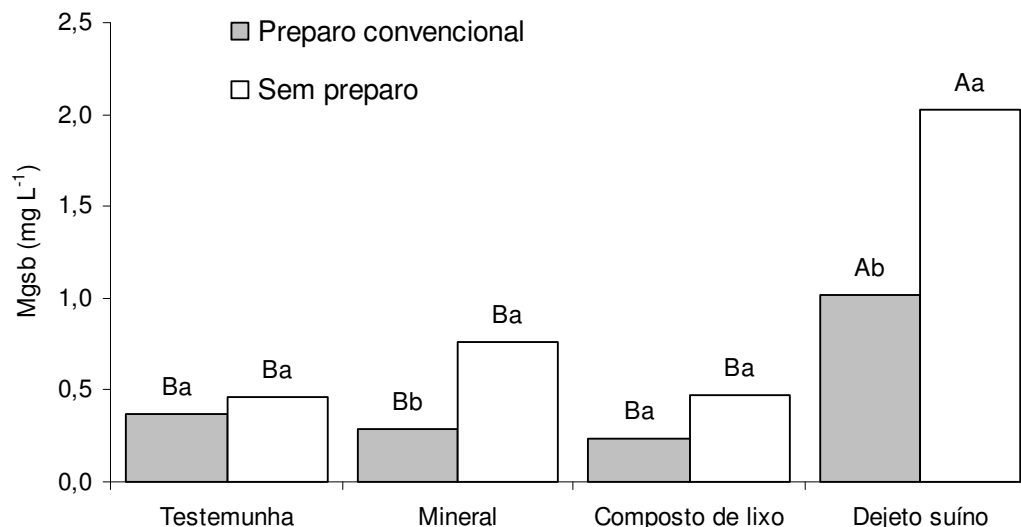 2,5
Preparo convencional
Sem preparo
Aa
2,0
Mgsb (mg L⁻¹)
1,5
Ab
1,0
Ba
Ba
Ba
Bb
Ba
Ba
0,5
0,0
Testemunha Mineral Composto de lixo Dejeto suíno